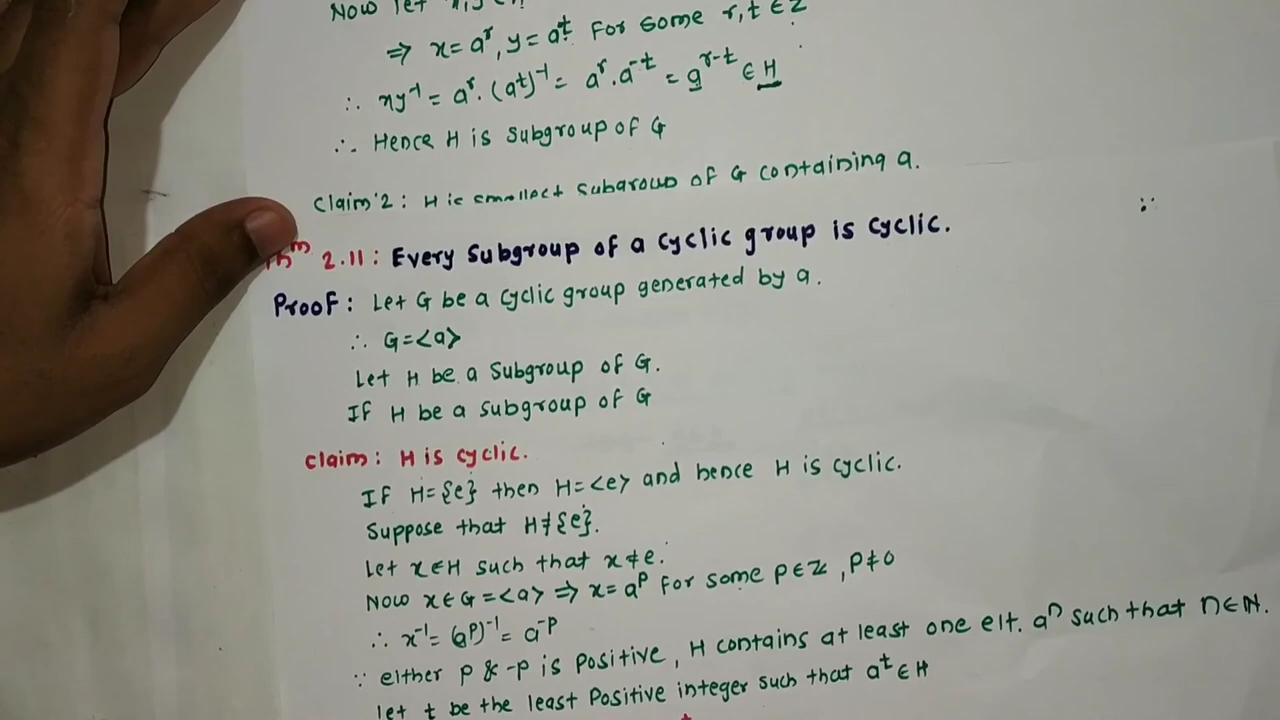 Now let
⇒ x = a^r, y = a^t for some r, t ∈ Z
∴ xy^-1 = a^r · (a^t)^-1 = a^r · a^-t = g^r-t ∈ H
∴ Hence H is subgroup of G
Claim 2: H is smallest subgroup of G containing a.
Thm 2.11: Every subgroup of a cyclic group is cyclic.
Proof: Let G be a cyclic group generated by a.
∴ G=<a>
Let H be a subgroup of G.
If H be a subgroup of G
Claim: H is cyclic.
If H={e} then H=<e> and hence H is cyclic.
Suppose that H≠{e}.
Let x∈H such that x≠e.
Now x∈G=<a> ⇒ x=a^p for some p∈Z, p≠0
∴ x^-1 = (a^p)^-1 = a^-p
∵ either p & -p is positive, H contains at least one elt. a^n such that n∈N.
let t be the least positive integer such that a^t ∈ H